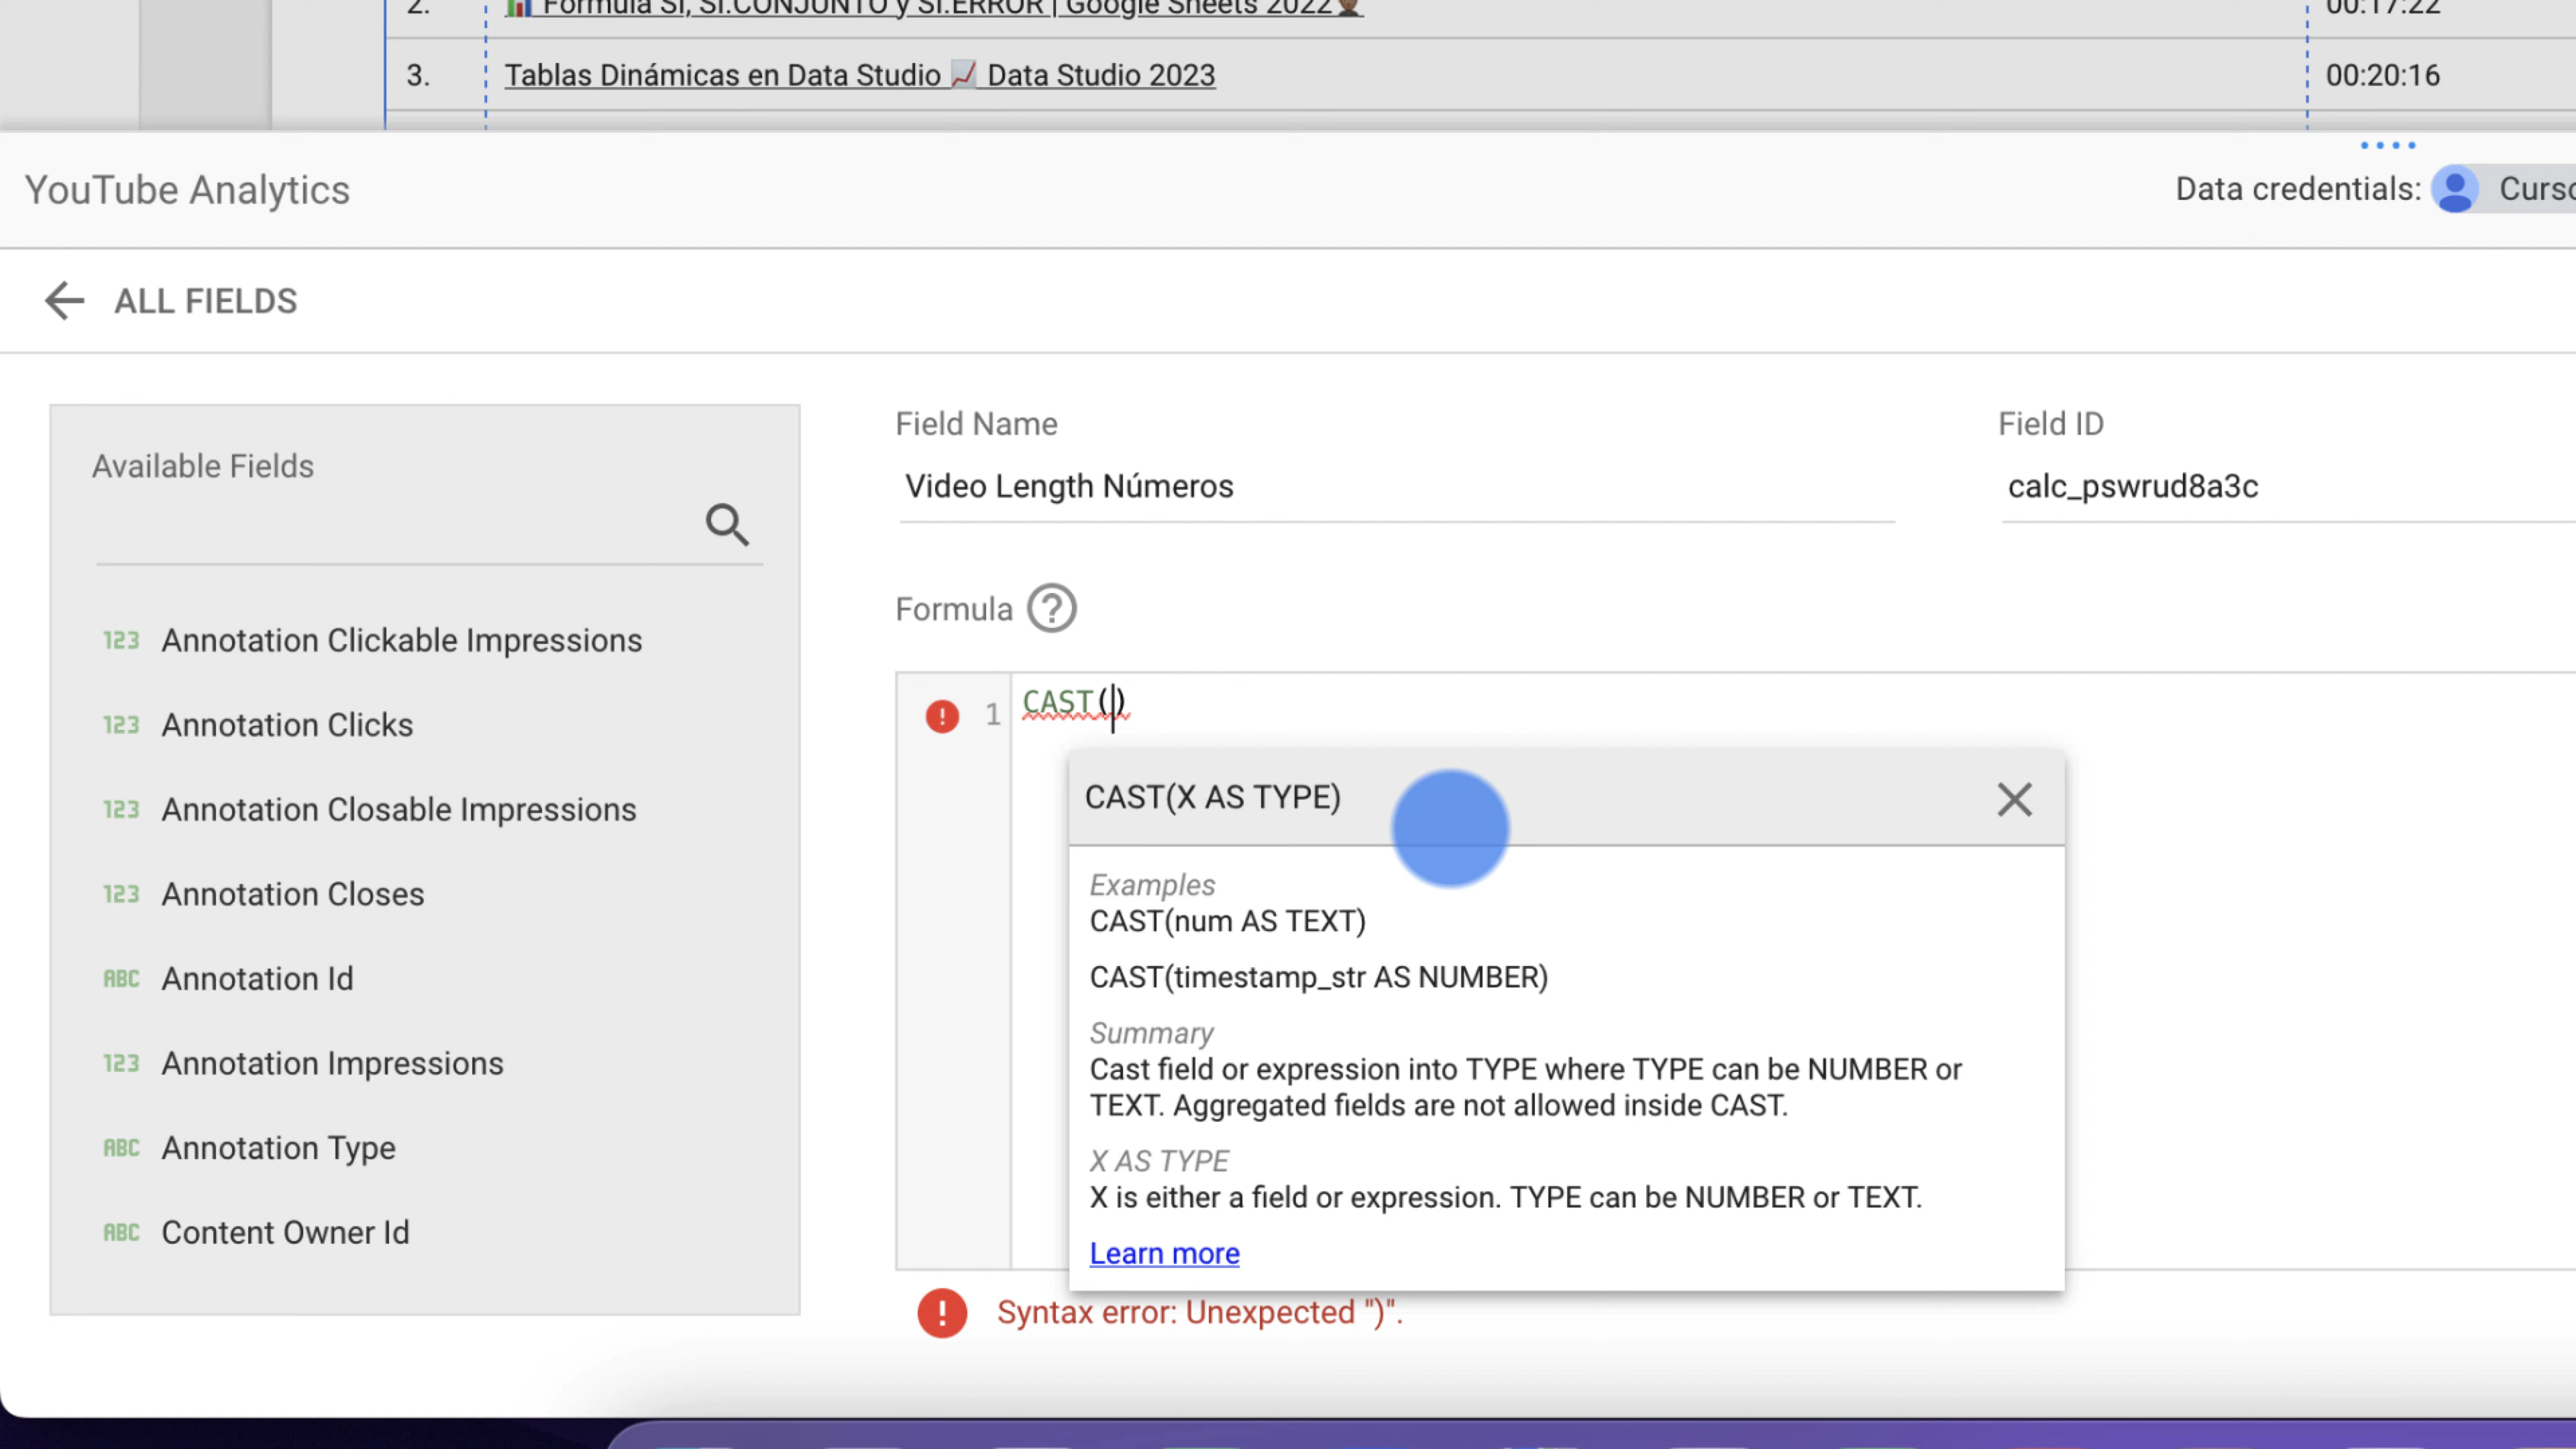 2. Fórmula SI, SI.CONJUNTO y SI.ERROR | Google Sheets 2022 00:17:22
3. Tablas Dinámicas en Data Studio Data Studio 2023 00:20:16
YouTube Analytics
Data credentials: Curso
ALL FIELDS
Available Fields
123 Annotation Clickable Impressions
123 Annotation Clicks
123 Annotation Closable Impressions
123 Annotation Closes
ABC Annotation Id
123 Annotation Impressions
ABC Annotation Type
ABC Content Owner Id
Field Name
Video Length Números
Field ID
calc_pswrud8a3c
Formula
1 CAST()
CAST(X AS TYPE)
Examples
CAST(num AS TEXT)
CAST(timestamp_str AS NUMBER)
Summary
Cast field or expression into TYPE where TYPE can be NUMBER or
TEXT. Aggregated fields are not allowed inside CAST.
X AS TYPE
X is either a field or expression. TYPE can be NUMBER or TEXT.
Learn more
Syntax error: Unexpected ")".